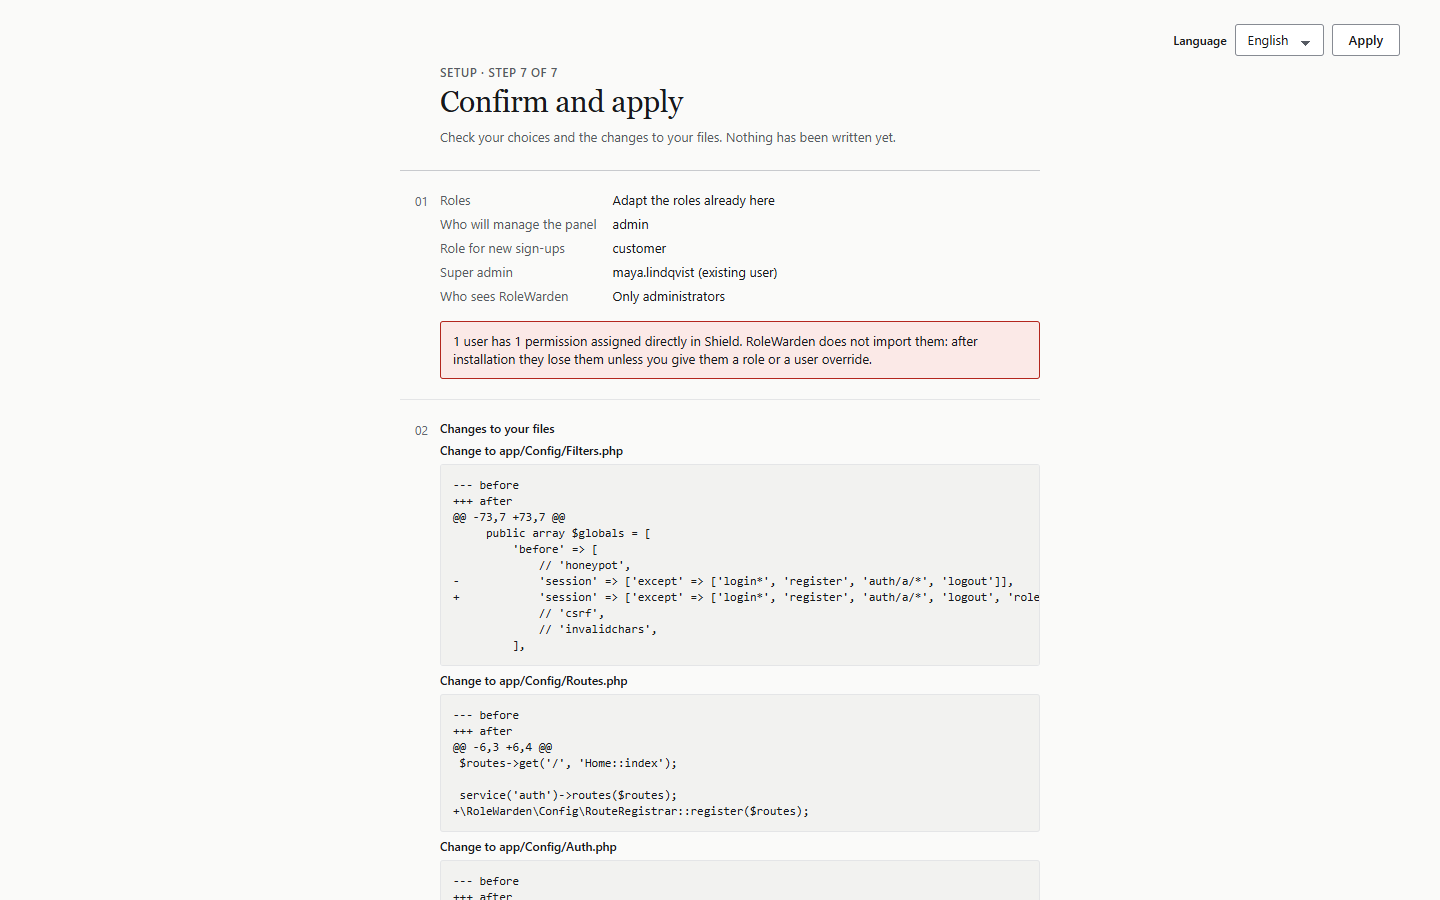 Language English Apply
SETUP · STEP 7 OF 7
Confirm and apply
Check your choices and the changes to your files. Nothing has been written yet.
01 Roles Adapt the roles already here
Who will manage the panel admin
Role for new sign-ups customer
Super admin maya.lindqvist (existing user)
Who sees RoleWarden Only administrators
1 user has 1 permission assigned directly in Shield. RoleWarden does not import them: after
installation they lose them unless you give them a role or a user override.
02 Changes to your files
Change to app/Config/Filters.php
--- before
+++ after
@@ -73,7 +73,7 @@
     public array $globals = [
         'before' => [
             // 'honeypot',
-            'session' => ['except' => ['login*', 'register', 'auth/a/*', 'logout']],
+            'session' => ['except' => ['login*', 'register', 'auth/a/*', 'logout', 'role
             // 'csrf',
             // 'invalidchars',
         ],
Change to app/Config/Routes.php
--- before
+++ after
@@ -6,3 +6,4 @@
 $routes->get('/', 'Home::index');
 service('auth')->routes($routes);
+\RoleWarden\Config\RouteRegistrar::register($routes);
Change to app/Config/Auth.php
--- before
+++ after